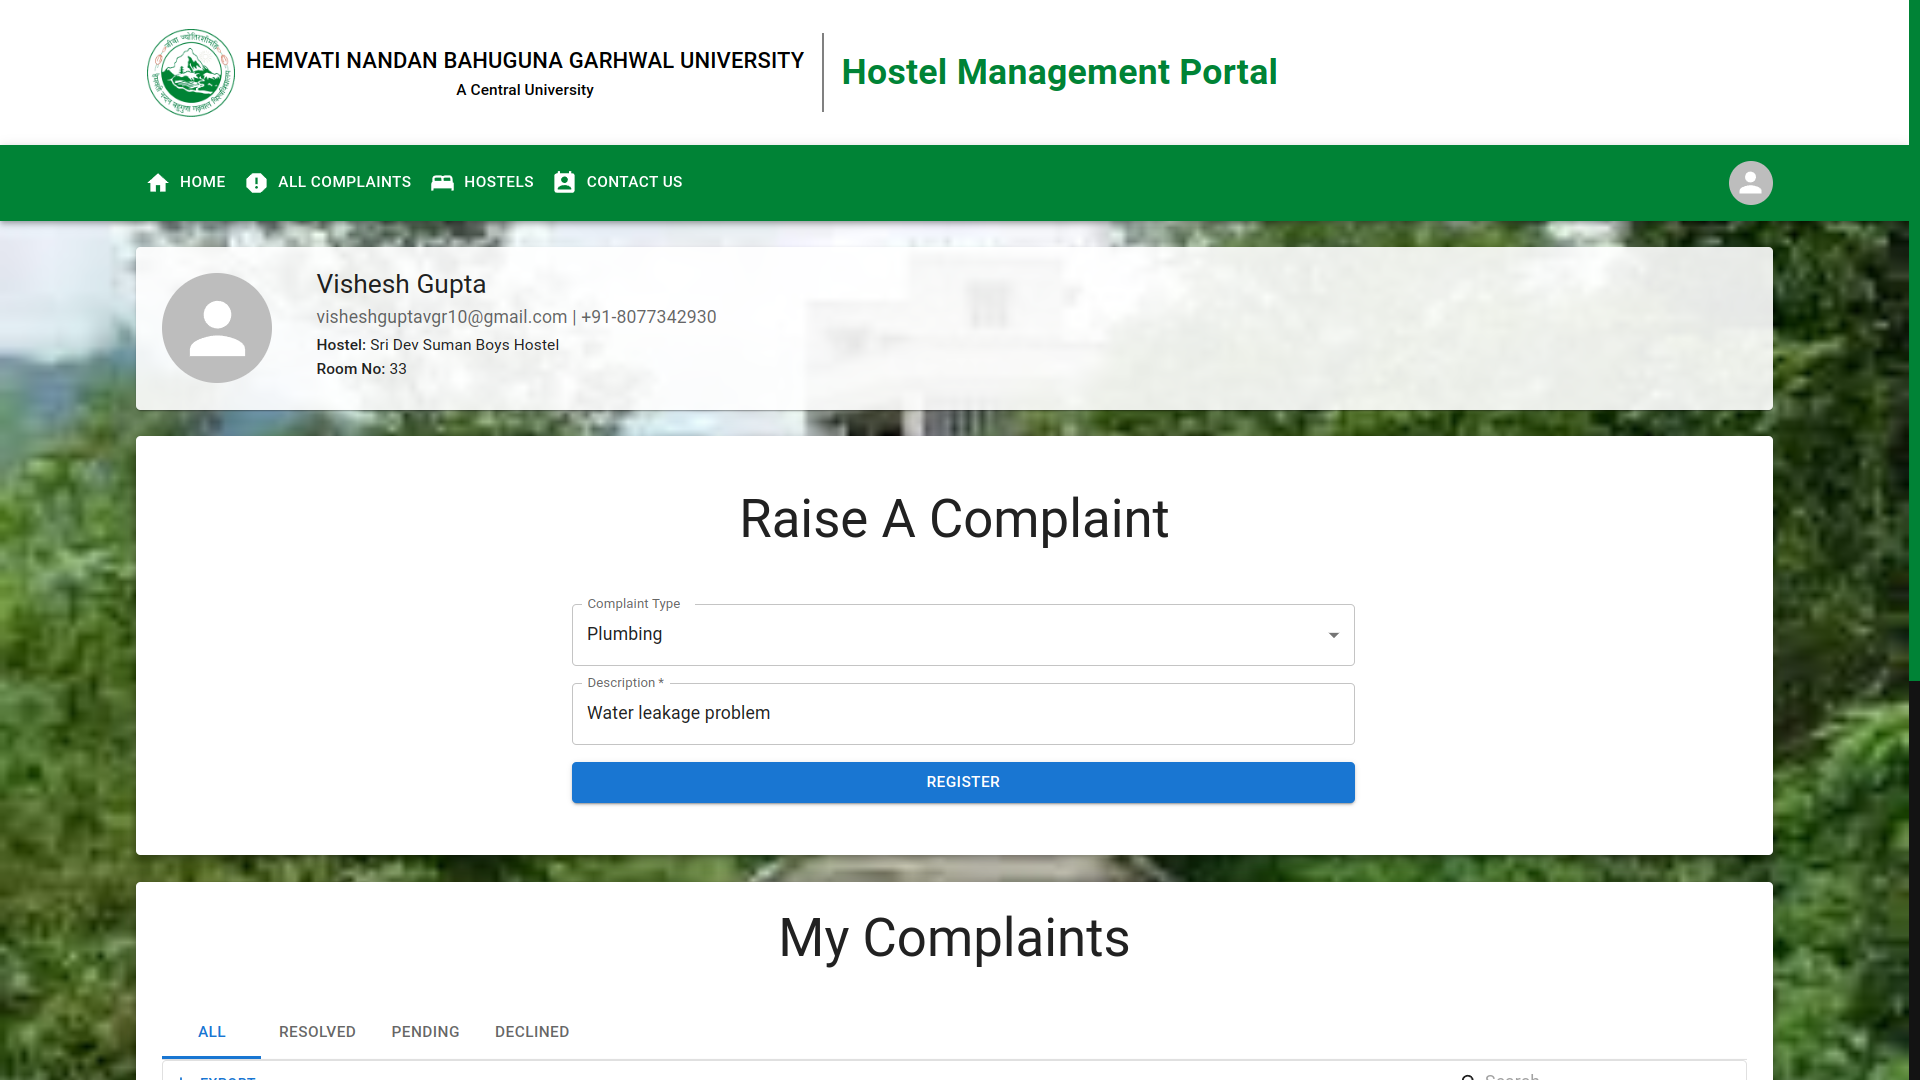 HEMVATI NANDAN BAHUGUNA GARHWAL UNIVERSITY
A Central University
Hostel Management Portal
HOME
ALL COMPLAINTS
HOSTELS
CONTACT US
Vishesh Gupta
visheshguptavgr10@gmail.com | +91-8077342930
Hostel: Sri Dev Suman Boys Hostel
Room No: 33
Raise A Complaint
Complaint Type
Plumbing
Description *
Water leakage problem
REGISTER
My Complaints
ALL
RESOLVED
PENDING
DECLINED
EXPORT
Search